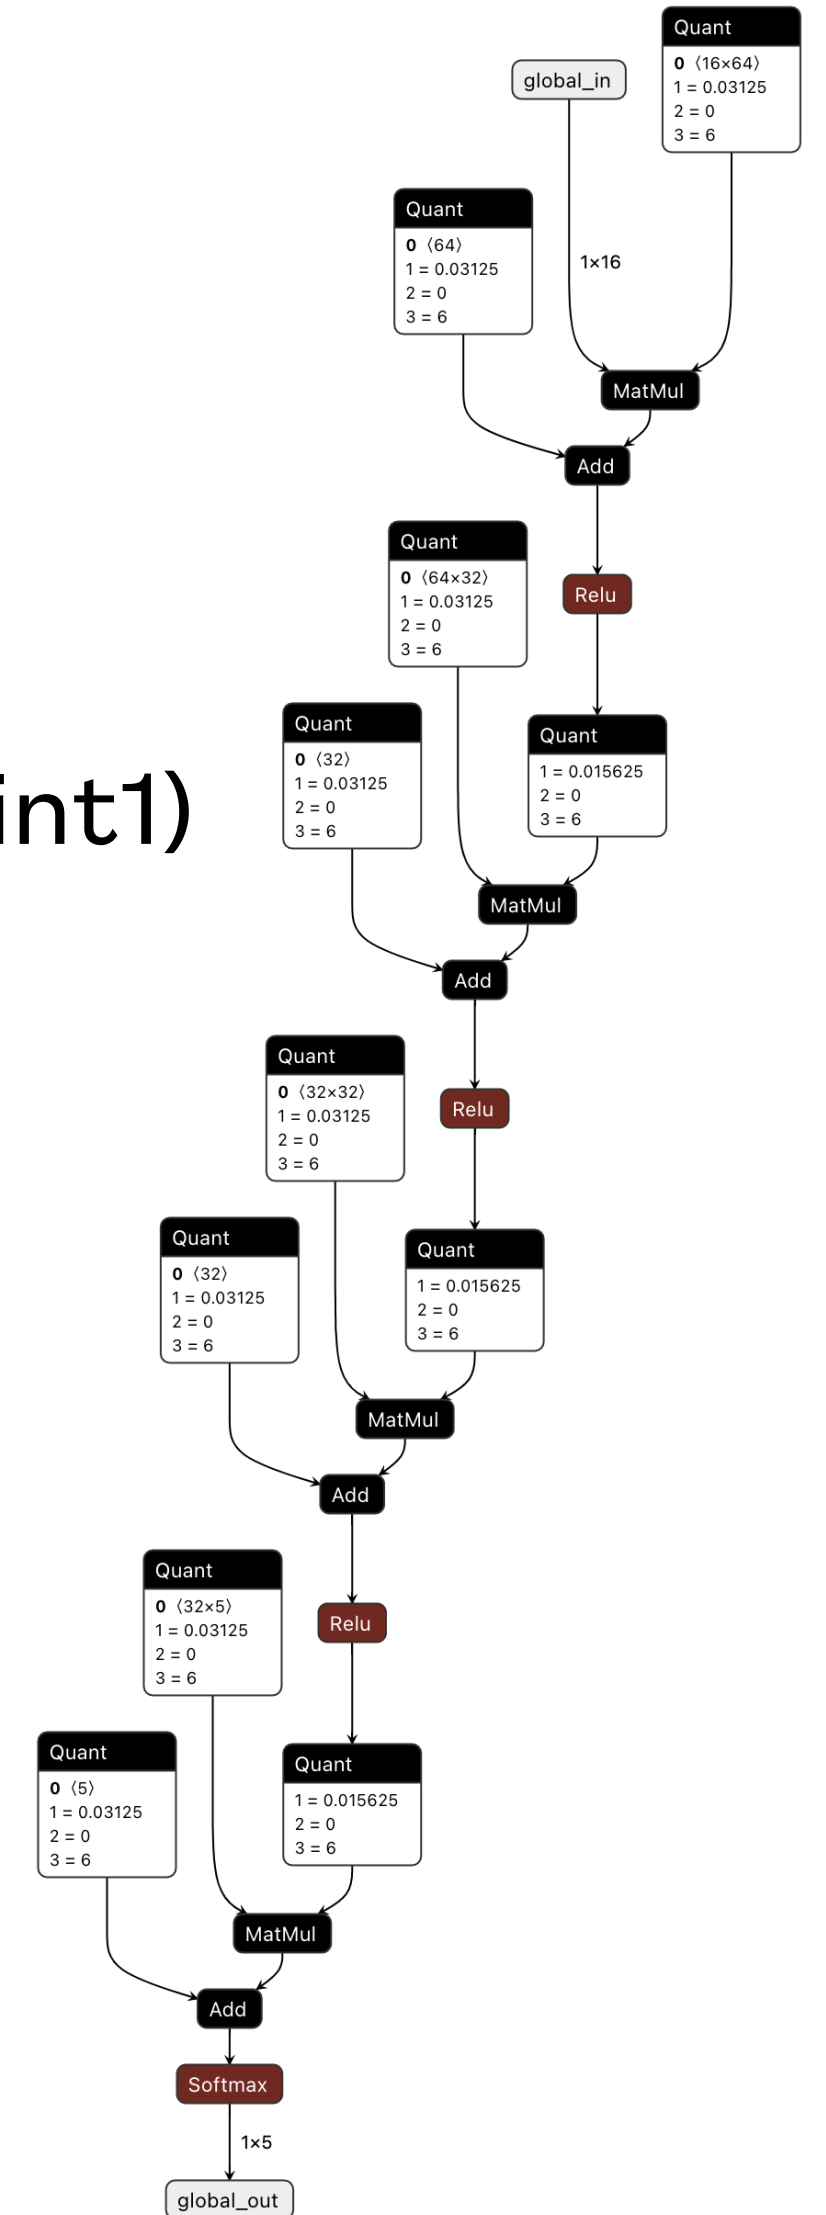 Quant
0 ⟨16×64⟩
1 = 0.03125
2 = 0
3 = 6
global_in
Quant
0 ⟨64⟩
1 = 0.03125
2 = 0
3 = 6
1×16
MatMul
Add
Quant
0 ⟨64×32⟩
1 = 0.03125
2 = 0
3 = 6
Relu
Quant
0 ⟨32⟩
1 = 0.03125
2 = 0
3 = 6
Quant
1 = 0.015625
2 = 0
3 = 6
int1)
MatMul
Add
Quant
0 ⟨32×32⟩
1 = 0.03125
2 = 0
3 = 6
Relu
Quant
0 ⟨32⟩
1 = 0.03125
2 = 0
3 = 6
Quant
1 = 0.015625
2 = 0
3 = 6
MatMul
Add
Quant
0 ⟨32×5⟩
1 = 0.03125
2 = 0
3 = 6
Relu
Quant
0 ⟨5⟩
1 = 0.03125
2 = 0
3 = 6
Quant
1 = 0.015625
2 = 0
3 = 6
MatMul
Add
Softmax
1×5
global_out